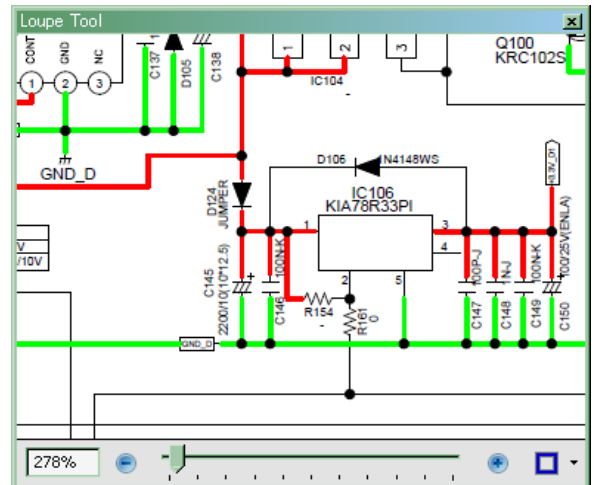 Loupe Tool
CONT
GND
NC
1
2
3
C137
D105
C138
1
2
3
IC104
-
Q100
KRC102S
GND_D
D106
1N4148WS
+3.3V_D1
D124
JUMPER
IC106
KIA78R33PI
1
3
4
2
5
V
/10V
C145
2200/10(10*12.5)
100N-K
C146
R154
-
R161
0
100P-J
C147
1N-J
C148
100N-K
C149
100/25V(ENLA)
C150
GND_D
278%